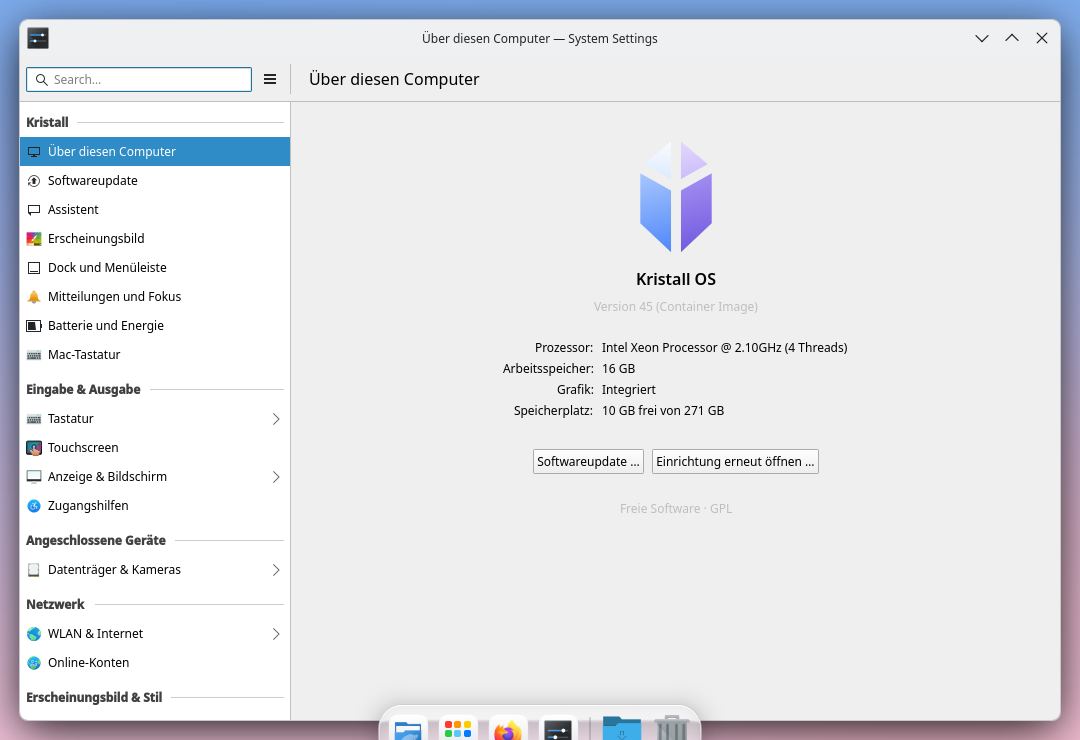 Über diesen Computer — System Settings
Search...
Über diesen Computer
Kristall
Über diesen Computer
Softwareupdate
Assistent
Erscheinungsbild
Dock und Menüleiste
Mitteilungen und Fokus
Batterie und Energie
Mac-Tastatur
Eingabe & Ausgabe
Tastatur
Touchscreen
Anzeige & Bildschirm
Zugangshilfen
Angeschlossene Geräte
Datenträger & Kameras
Netzwerk
WLAN & Internet
Online-Konten
Erscheinungsbild & Stil
Kristall OS
Version 45 (Container Image)
Prozessor: Intel Xeon Processor @ 2.10GHz (4 Threads)
Arbeitsspeicher: 16 GB
Grafik: Integriert
Speicherplatz: 10 GB frei von 271 GB
Softwareupdate ... Einrichtung erneut öffnen ...
Freie Software · GPL